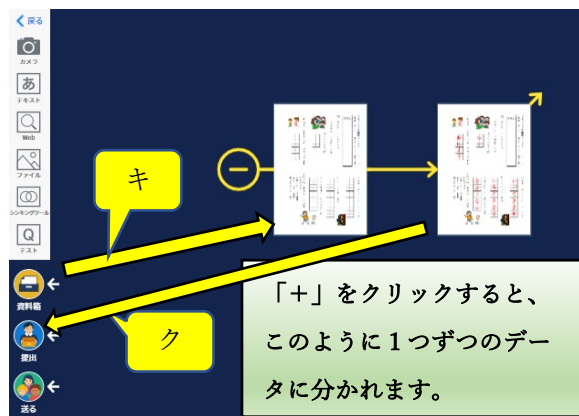 戻る
カメラ
あ
テキスト
Web
ファイル
シンキングツール
Q
テスト
資料箱
提出
送る
キ
ク
「＋」をクリックすると、
このように１つずつのデー
タに分かれます。